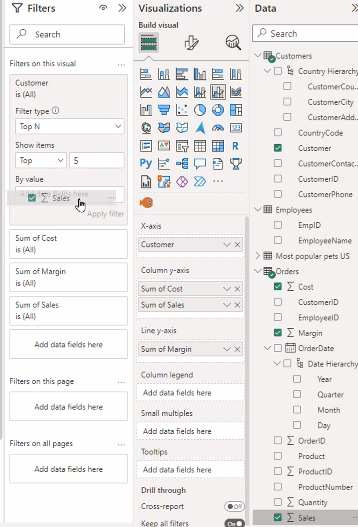 Filters
Search
Filters on this visual
Customer
is (All)
Filter type
Top N
Show items
Top
5
By value
Add data fields here
Sales
Apply filter
Sum of Cost
is (All)
Sum of Margin
is (All)
Sum of Sales
is (All)
Add data fields here
Filters on this page
Add data fields here
Filters on all pages
Add data fields here
Visualizations
Build visual
R
Py
X-axis
Customer
Column y-axis
Sum of Cost
Sum of Sales
Line y-axis
Sum of Margin
Column legend
Add data fields here
Small multiples
Add data fields here
Tooltips
Add data fields here
Drill through
Cross-report
Off
Keep all filters
On
Data
Search
Customers
Country Hierarchy
CustomerCou...
CustomerCity
CustomerAdd...
CountryCode
Customer
CustomerContac...
CustomerID
CustomerPhone
Employees
EmpID
EmployeeName
Most popular pets US
Orders
Cost
CustomerID
EmployeeID
Margin
OrderDate
Date Hierarchy
Year
Quarter
Month
Day
OrderID
Product
ProductID
ProductNumber
Quantity
Sales